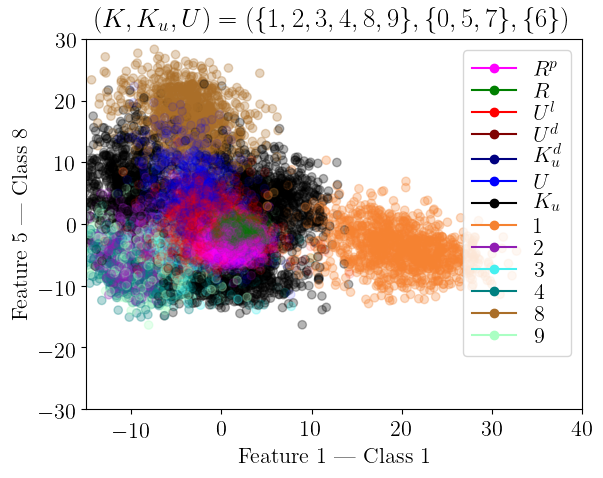 (K, K_u, U) = ({1, 2, 3, 4, 8, 9}, {0, 5, 7}, {6})
30
20
10
0
−10
−20
−30
Feature 5 — Class 8
−10
0
10
20
30
40
Feature 1 — Class 1
R^p
R
U^l
U^d
K_u^d
U
K_u
1
2
3
4
8
9